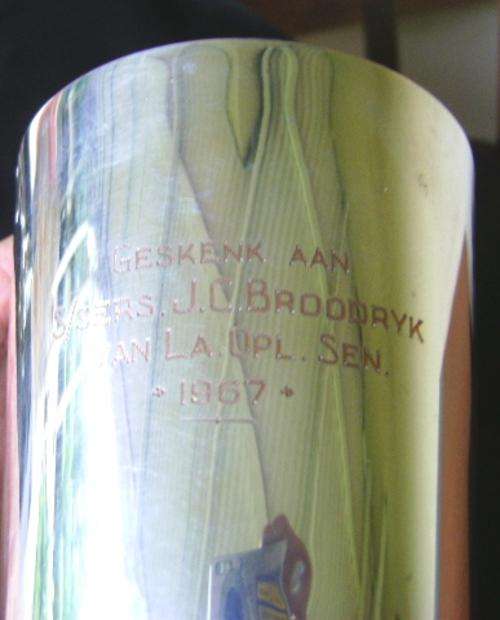 GESKENK AAN
S/SERS. J.C. BROODRYK
VAN LA. OPL. SEN.
• 1967 •